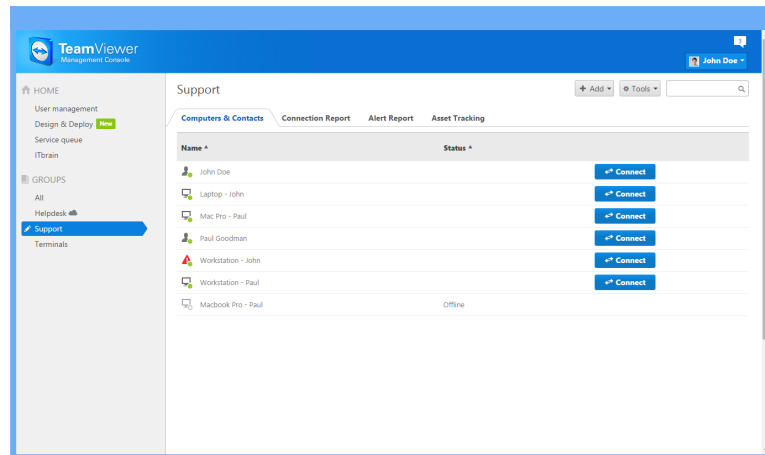 TeamViewer
Management Console
1
John Doe
HOME
User management
Design & Deploy New
Service queue
ITbrain
GROUPS
All
Helpdesk
Support
Terminals
Support
+ Add
Tools
Computers & Contacts Connection Report Alert Report Asset Tracking
Name Status
John Doe Connect
Laptop - John Connect
Mac Pro - Paul Connect
Paul Goodman Connect
Workstation - John Connect
Workstation - Paul Connect
Macbook Pro - Paul Offline